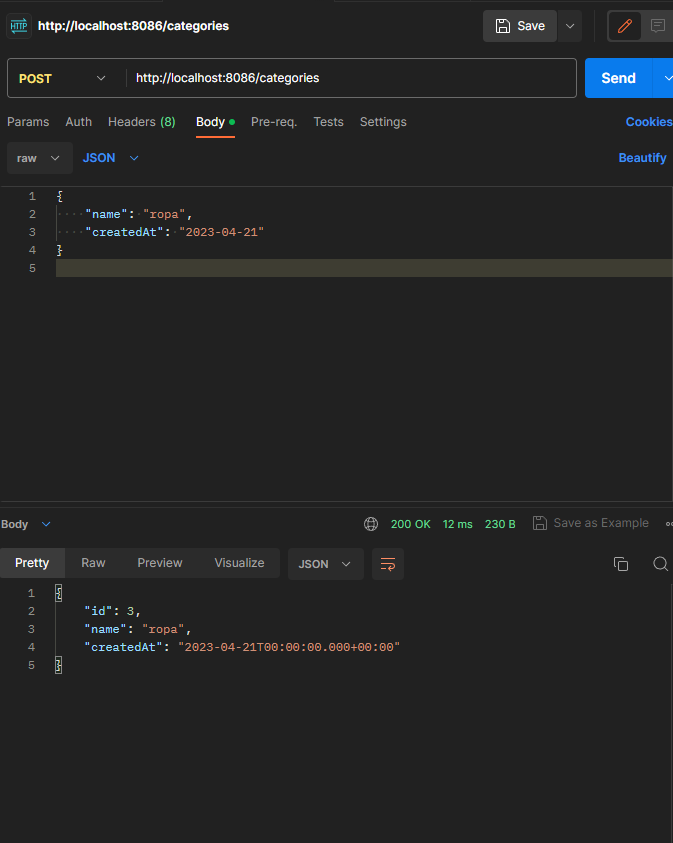 HTTP http://localhost:8086/categories Save
POST http://localhost:8086/categories Send
Params Auth Headers (8) Body Pre-req. Tests Settings Cookies
raw JSON Beautify
1 {
2 "name": "ropa",
3 "createdAt": "2023-04-21"
4 }
5
Body 200 OK 12 ms 230 B Save as Example
Pretty Raw Preview Visualize JSON
1 {
2 "id": 3,
3 "name": "ropa",
4 "createdAt": "2023-04-21T00:00:00.000+00:00"
5 }